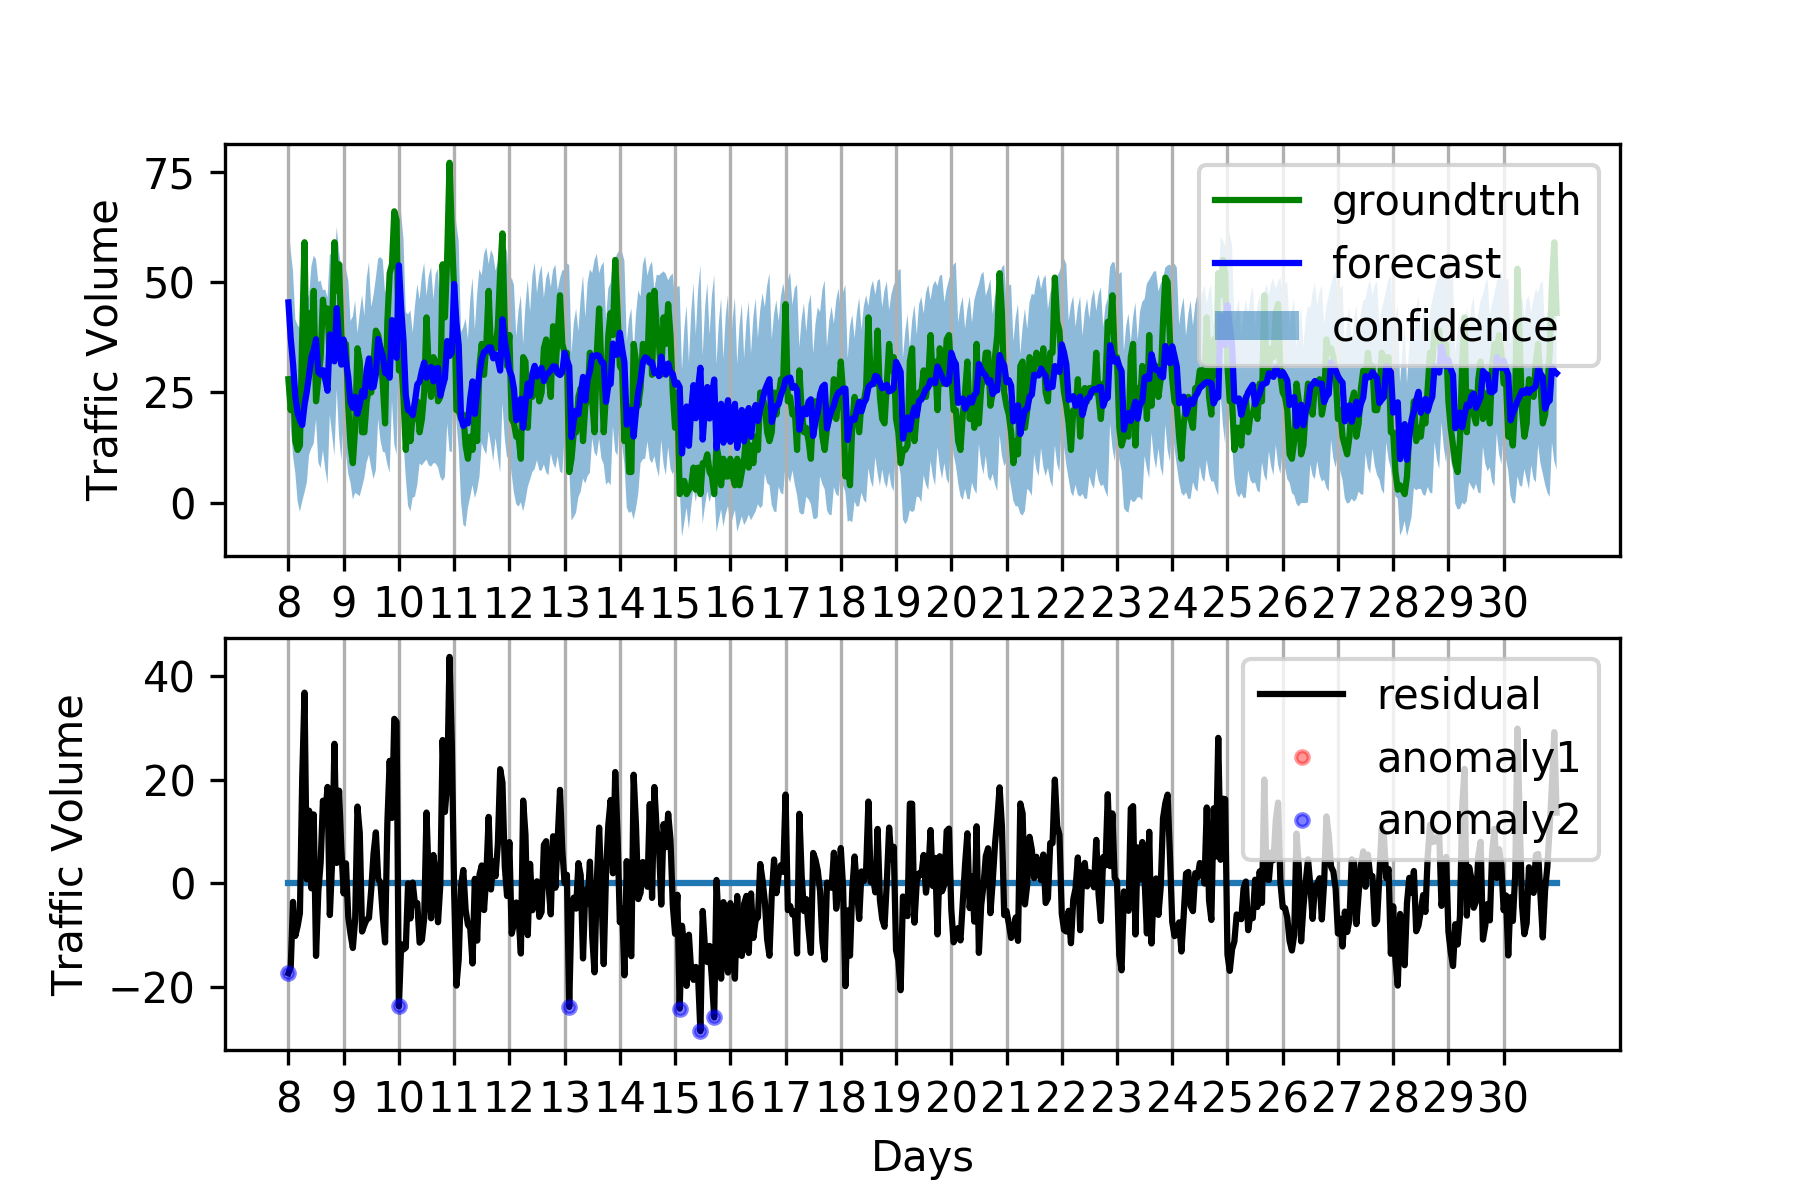 Traffic Volume
75
50
25
0
groundtruth
forecast
confidence
8 9 10 11 12 13 14 15 16 17 18 19 20 21 22 23 24 25 26 27 28 29 30
Traffic Volume
40
20
0
−20
residual
anomaly1
anomaly2
8 9 10 11 12 13 14 15 16 17 18 19 20 21 22 23 24 25 26 27 28 29 30
Days